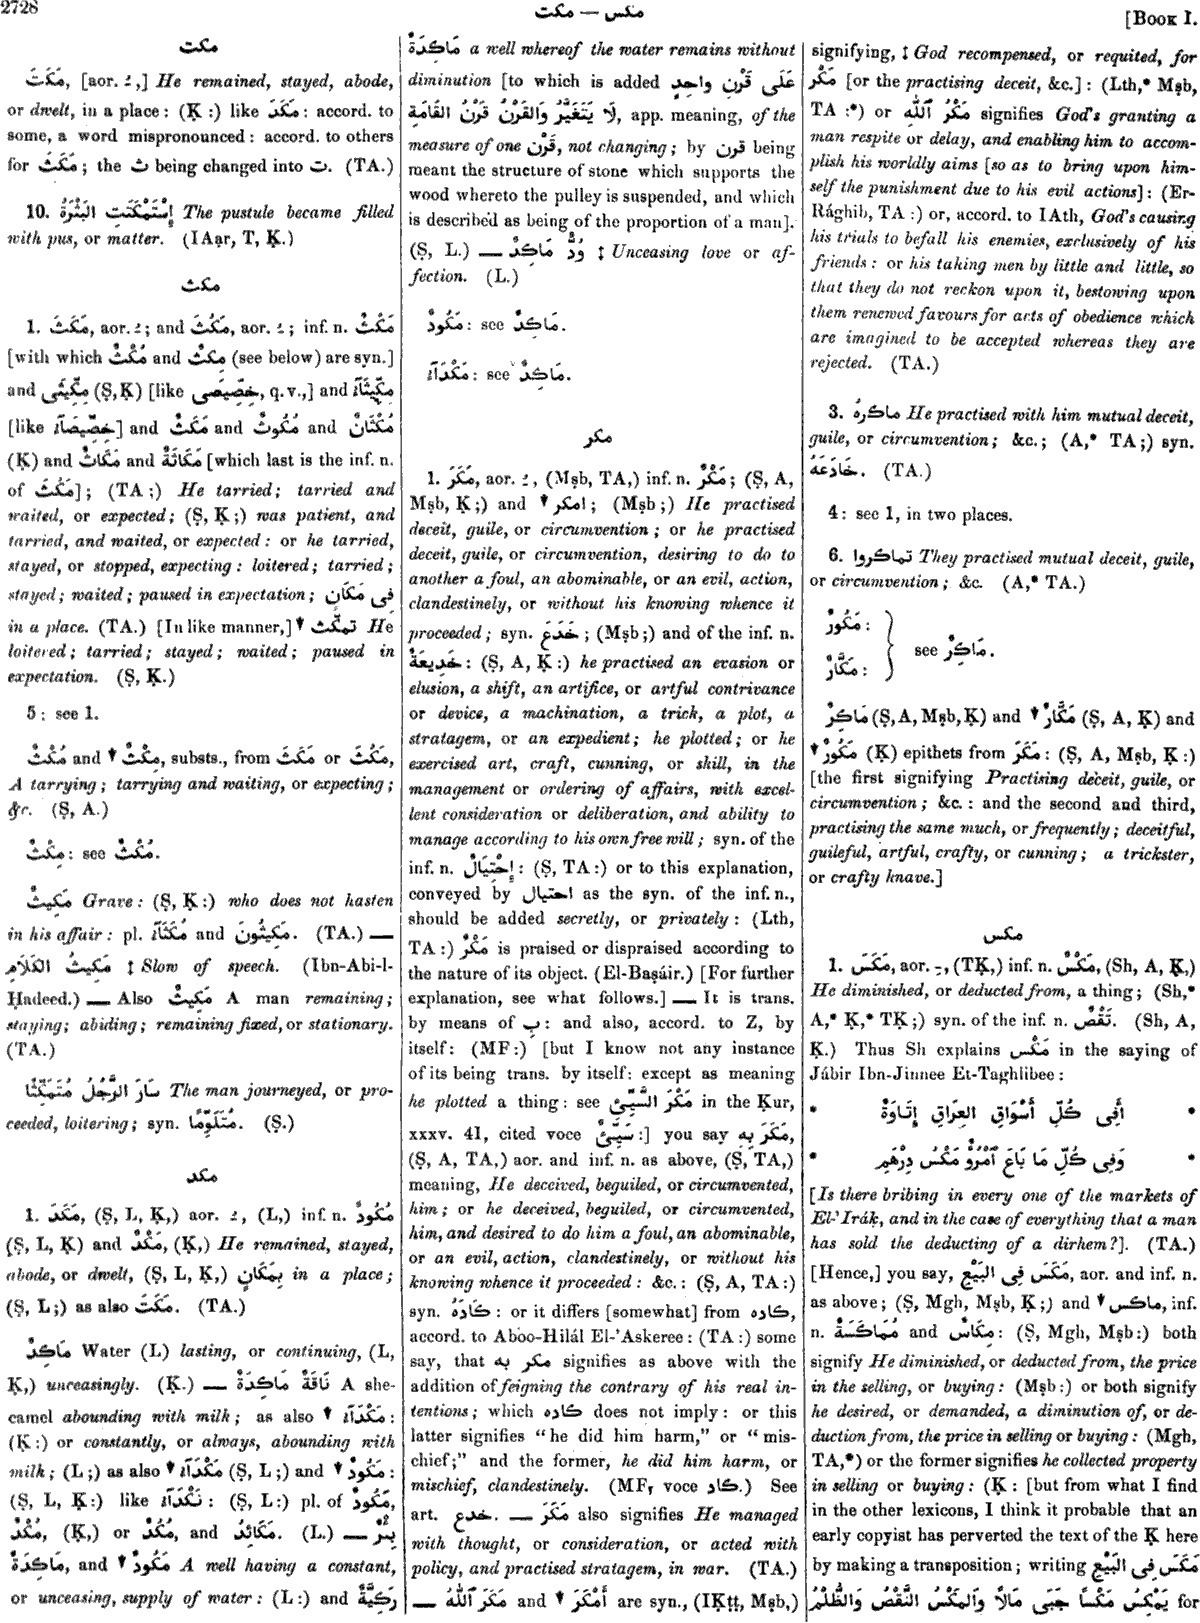 2728
مكت — مكس
[BOOK I.
مكت
مَكَتَ, [aor. ـُ ,] He remained, stayed, abode,
or dwelt, in a place : (Ḳ :) like مَكَدَ : accord. to
some, a word mispronounced : accord. to others
for مَكَثَ ; the ث being changed into ت. (TA.)
10. إِسْتَمْكَتَتِ البَثْرَةُ The pustule became filled
with pus, or matter. (IAạr, T, Ḳ.)
مكث
1. مَكَثَ, aor. ـُ ; and مَكُثَ, aor. ـُ ; inf. n. مَكْثٌ
[with which مُكْثٌ and مِكْثٌ (see below) are syn.]
and مِكِّيثَى (Ṣ, Ḳ) [like خِصِّيصَى, q. v.,] and مِكِّيثَآءُ
[like خِصِّيصَآءُ] and مَكَثٌ and مُكُوثٌ and مُكْثَانٌ
(Ḳ) and مَكَاثٌ and مَكَاثَةٌ [which last is the inf. n.
of مَكُثَ] ; (TA ;) He tarried; tarried and
waited, or expected; (Ṣ, Ḳ ;) was patient, and
tarried, and waited, or expected : or he tarried,
stayed, or stopped, expecting : loitered; tarried;
stayed; waited; paused in expectation; فِى مَكَانٍ
in a place. (TA.) [In like manner,] ▼ تمكّث He
loitered; tarried; stayed; waited; paused in
expectation. (Ṣ, Ḳ.)
5 : see 1.
مُكْثٌ and ▼ مِكْثٌ, substs., from مَكَثَ or مَكُثَ,
A tarrying; tarrying and waiting, or expecting;
&c. (Ṣ, A.)
مِكْثٌ : see مُكْثٌ.
مَكِيثٌ Grave : (Ṣ, Ḳ :) who does not hasten
in his affair : pl. مُكَثَآءُ and مَكِيثُونَ. (TA.) —
مَكِيثُ الكَلَامِ ‡ Slow of speech. (Ibn-Abi-l-
Ḥadeed.) — Also مَكِيثٌ A man remaining;
staying; abiding; remaining fixed, or stationary.
(TA.)
سَارَ الرَّجُلُ مُتَمَكِّثًا The man journeyed, or pro-
ceeded, loitering; syn. مُتَلَوِّمًا. (Ṣ.)
مكد
1. مَكَدَ, (Ṣ, L, Ḳ,) aor. ـُ , (L,) inf. n. مُكُودٌ
(Ṣ, L, Ḳ) and مَكْدٌ, (Ḳ,) He remained, stayed,
abode, or dwelt, (Ṣ, L, Ḳ,) بِمَكَانٍ in a place;
(Ṣ, L ;) as also مَكَتَ. (TA.)
مَاكِدٌ Water (L) lasting, or continuing, (L,
Ḳ,) unceasingly. (Ḳ.) — نَاقَةٌ مَاكِدَةٌ A she-
camel abounding with milk; as also ▼ مَكْدَآءُ :
(Ḳ :) or constantly, or always, abounding with
milk; (L ;) as also ▼ مَكْدَآءُ (Ṣ, L ;) and ▼ مَكُودٌ :
(Ṣ, L, Ḳ :) like نَكْدَآءُ : (Ṣ, L :) pl. of مَكُودٌ,
مُكُدٌ, (Ḳ,) or مُكْدٌ, and مَكَائِدُ. (L.) — بِئْرٌ
مَاكِدَةٌ, and ▼ مَكُودٌ A well having a constant,
or unceasing, supply of water : (L :) and رَكِيَّةٌ
مَاكِدَةٌ a well whereof the water remains without
diminution [to which is added عَلَى قَرْنٍ وَاحِدٍ
لَا يَتَغَيَّرُ وَالقَرْنُ قَرْنُ القَامَةِ, app. meaning, of the
measure of one قَرْن, not changing; by قرن being
meant the structure of stone which supports the
wood whereto the pulley is suspended, and which
is described as being of the proportion of a man].
(Ṣ, L.) — وُدٌّ مَاكِدٌ ‡ Unceasing love or af-
fection. (L.)
مَكُودٌ : see مَاكِدٌ.
مَكْدَآءُ : see مَاكِدٌ.
مكر
1. مَكَرَ, aor. ـُ , (Mṣb, TA,) inf. n. مَكْرٌ ; (Ṣ, A,
Mṣb, Ḳ ;) and ▼ امكر ; (Mṣb ;) He practised
deceit, guile, or circumvention; or he practised
deceit, guile, or circumvention, desiring to do to
another a foul, an abominable, or an evil, action,
clandestinely, or without his knowing whence it
proceeded; syn. خَدَعَ ; (Mṣb ;) and of the inf. n.
خَدِيعَةٌ : (Ṣ, A, Ḳ :) he practised an evasion or
elusion, a shift, an artifice, or artful contrivance
or device, a machination, a trick, a plot, a
stratagem, or an expedient; he plotted; or he
exercised art, craft, cunning, or skill, in the
management or ordering of affairs, with excel-
lent consideration or deliberation, and ability to
manage according to his own free will; syn. of the
inf. n. إِحْتِيَالٌ : (Ṣ, TA :) or to this explanation,
conveyed by احتيال as the syn. of the inf. n.,
should be added secretly, or privately : (Lth,
TA :) مَكْرٌ is praised or dispraised according to
the nature of its object. (El-Baṣáir.) [For further
explanation, see what follows.] — It is trans.
by means of بِ : and also, accord. to Z, by
itself : (MF :) [but I know not any instance
of its being trans. by itself : except as meaning
he plotted a thing : see مَكْرَ السَّيِّئِ in the Ḳur,
xxxv. 41, cited voce سَيِّئٌ :] you say مَكَرَ بِهِ,
(Ṣ, A, TA,) aor. and inf. n. as above, (Ṣ, TA,)
meaning, He deceived, beguiled, or circumvented,
him; or he deceived, beguiled, or circumvented,
him, and desired to do him a foul, an abominable,
or an evil, action, clandestinely, or without his
knowing whence it proceeded : &c. : (Ṣ, A, TA :)
syn. كَادَهُ : or it differs [somewhat] from كاده,
accord. to Aboo-Hilál El-'Askeree : (TA :) some
say, that مكر به signifies as above with the
addition of feigning the contrary of his real in-
tentions; which كاده does not imply : or this
latter signifies "he did him harm," or "mis-
chief;" and the former, he did him harm, or
mischief, clandestinely. (MF, voce كاد.) See
art. خدع. — مَكَرَ also signifies He managed
with thought, or consideration, or acted with
policy, and practised stratagem, in war. (TA.)
— مَكَرَ ٱللّٰهُ and ▼ أَمْكَرَ are syn., (IḲṭṭ, Mṣb,)
signifying, ‡ God recompensed, or requited, for
مَكْر [or the practising deceit, &c.] : (Lth,* Mṣb,
TA :*) or مَكْرُ ٱللّٰهِ signifies God's granting a
man respite or delay, and enabling him to accom-
plish his worldly aims [so as to bring upon him-
self the punishment due to his evil actions] : (Er-
Rághib, TA :) or, accord. to IAth, God's causing
his trials to befall his enemies, exclusively of his
friends : or his taking men by little and little, so
that they do not reckon upon it, bestowing upon
them renewed favours for acts of obedience which
are imagined to be accepted whereas they are
rejected. (TA.)
3. ماكرهُ He practised with him mutual deceit,
guile, or circumvention; &c.; (A,* TA ;) syn.
خَادَعَهُ. (TA.)
4 : see 1, in two places.
6. تماكروا They practised mutual deceit, guile,
or circumvention; &c. (A,* TA.)
مَكُورٌ :
مَكَّارٌ :
see مَاكِرٌ.
مَاكِرٌ (Ṣ, A, Mṣb, Ḳ) and ▼ مَكَّارٌ (Ṣ, A, Ḳ) and
▼ مَكُورٌ (Ḳ) epithets from مَكَرَ : (Ṣ, A, Mṣb, Ḳ :)
[the first signifying Practising deceit, guile, or
circumvention; &c. : and the second and third,
practising the same much, or frequently; deceitful,
guileful, artful, crafty, or cunning; a trickster,
or crafty knave.]
مكس
1. مَكَسَ, aor. ـِ , (TḲ,) inf. n. مَكْسٌ, (Sh, A, Ḳ,)
He diminished, or deducted from, a thing; (Sh,*
A,* Ḳ,* TḲ ;) syn. of the inf. n. نَقْصٌ. (Sh, A,
Ḳ.) Thus Sh explains مَكْس in the saying of
Jábir Ibn-Jinnee Et-Taghlibee :
* أَفِى كُلِّ أَسْوَاقِ العِرَاقِ إِتَاوَةٌ *
* وَفِى كُلِّ مَا بَاعَ ٱمْرُؤٌ مَكْسُ دِرْهَمِ *
[Is there bribing in every one of the markets of
El-'Iráḳ, and in the case of everything that a man
has sold the deducting of a dirhem?]. (TA.)
[Hence,] you say, مَكَسَ فِى البَيْعِ, aor. and inf. n.
as above; (Ṣ, Mgh, Mṣb, Ḳ ;) and ▼ ماكس, inf.
n. مُمَاكَسَةٌ and مِكَاسٌ : (Ṣ, Mgh, Mṣb :) both
signify He diminished, or deducted from, the price
in the selling, or buying : (Mṣb :) or both signify
he desired, or demanded, a diminution of, or de-
duction from, the price in selling or buying : (Mgh,
TA,*) or the former signifies he collected property
in selling or buying : (Ḳ : [but from what I find
in the other lexicons, I think it probable that an
early copyist has perverted the text of the Ḳ here
by making a transposition; writing مَكَسَ فِى البَيْعِ
يَمْكِسُ مَكْساً جَبَى مَالًا وَالمَكْسُ النَّقْصُ وَالظُّلْمُ for